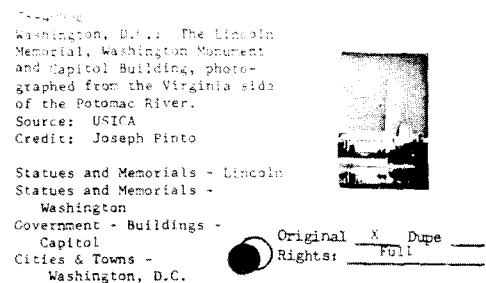 Washington, D.C.: The Lincoln
Memorial, Washington Monument
and Capitol Building, photo-
graphed from the Virginia side
of the Potomac River.
Source: USICA
Credit: Joseph Pinto
Statues and Memorials - Lincoln
Statues and Memorials -
Washington
Government - Buildings -
Capitol
Cities & Towns -
Washington, D.C.
Original X Dupe
Rights: Full